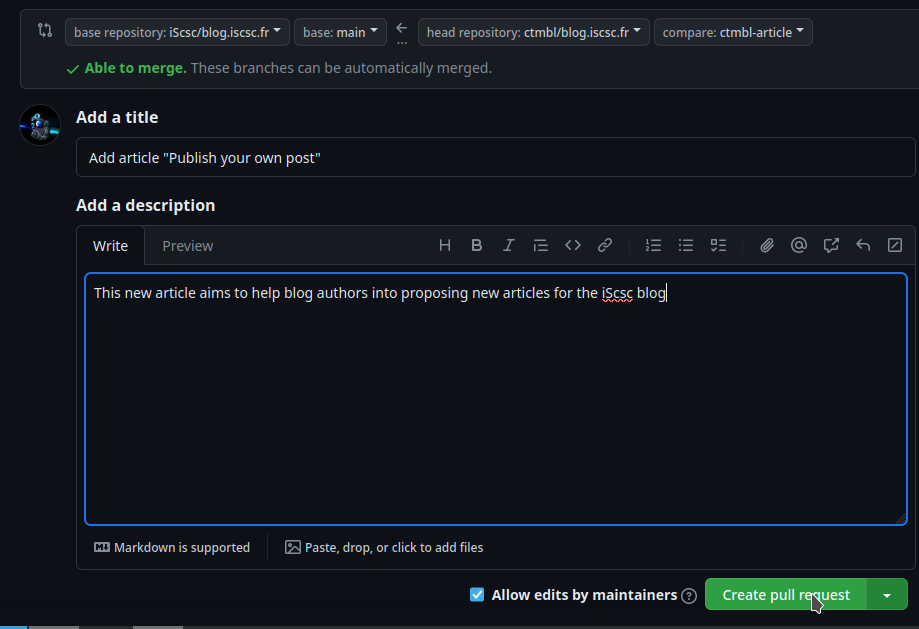 base repository: iScsc/blog.iscsc.fr base: main ... head repository: ctmbl/blog.iscsc.fr compare: ctmbl-article
Able to merge. These branches can be automatically merged.
Add a title
Add article "Publish your own post"
Add a description
Write Preview
This new article aims to help blog authors into proposing new articles for the iScsc blog
Markdown is supported Paste, drop, or click to add files
Allow edits by maintainers Create pull request